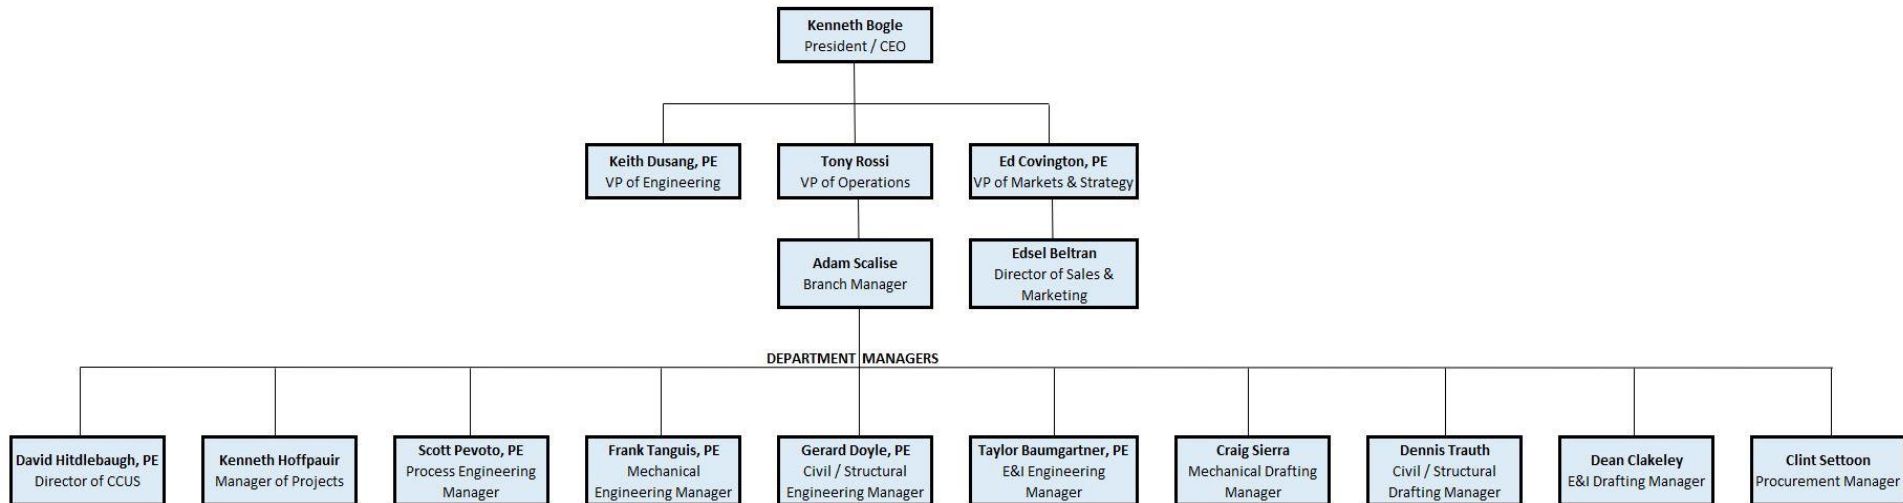 Kenneth Bogle
President / CEO
Keith Dusang, PE
VP of Engineering
Tony Rossi
VP of Operations
Ed Covington, PE
VP of Markets & Strategy
Adam Scalise
Branch Manager
Edsel Beltran
Director of Sales &
Marketing
DEPARTMENT MANAGERS
David Hitdlebaugh, PE
Director of CCUS
Kenneth Hoffpauir
Manager of Projects
Scott Pevoto, PE
Process Engineering
Manager
Frank Tanguis, PE
Mechanical
Engineering Manager
Gerard Doyle, PE
Civil / Structural
Engineering Manager
Taylor Baumgartner, PE
E&I Engineering
Manager
Craig Sierra
Mechanical Drafting
Manager
Dennis Trauth
Civil / Structural
Drafting Manager
Dean Clakeley
E&I Drafting Manager
Clint Settoon
Procurement Manager